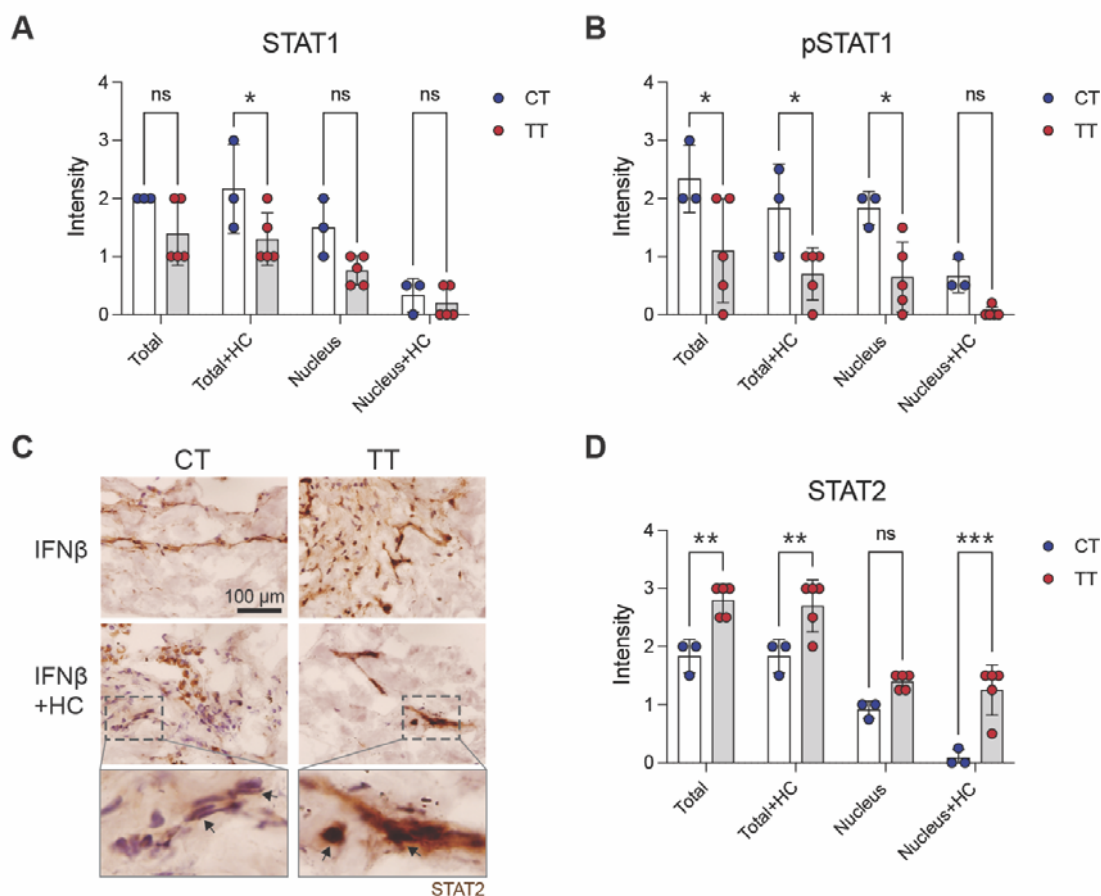 A
STAT1
Intensity
4
3
2
1
0
ns
*
ns
ns
CT
TT
Total
Total+HC
Nucleus
Nucleus+HC
B
pSTAT1
Intensity
4
3
2
1
0
*
*
*
ns
CT
TT
Total
Total+HC
Nucleus
Nucleus+HC
C
CT
TT
IFNβ
100 µm
IFNβ
+HC
STAT2
D
STAT2
Intensity
4
3
2
1
0
**
**
ns
***
CT
TT
Total
Total+HC
Nucleus
Nucleus+HC